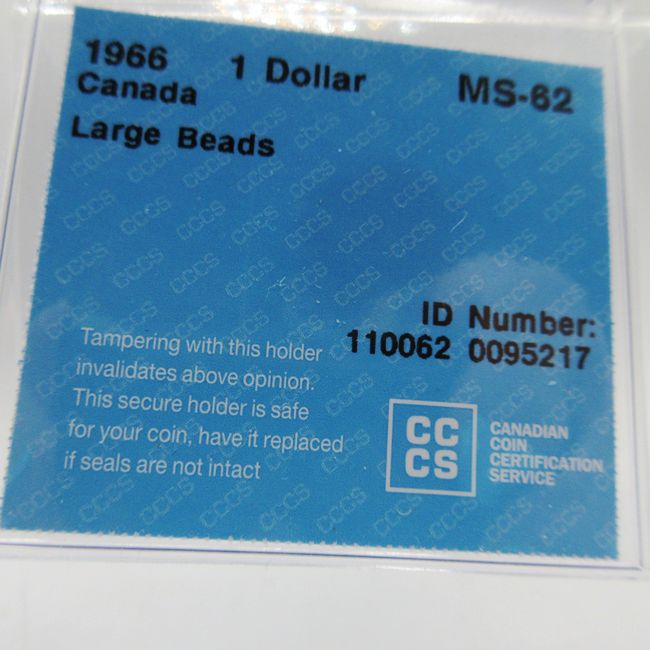 1966 1 Dollar MS-62
Canada
Large Beads
ID Number:
110062 0095217
Tampering with this holder
invalidates above opinion.
This secure holder is safe
for your coin, have it replaced
if seals are not intact
CC
CS
CANADIAN
COIN
CERTIFICATION
SERVICE